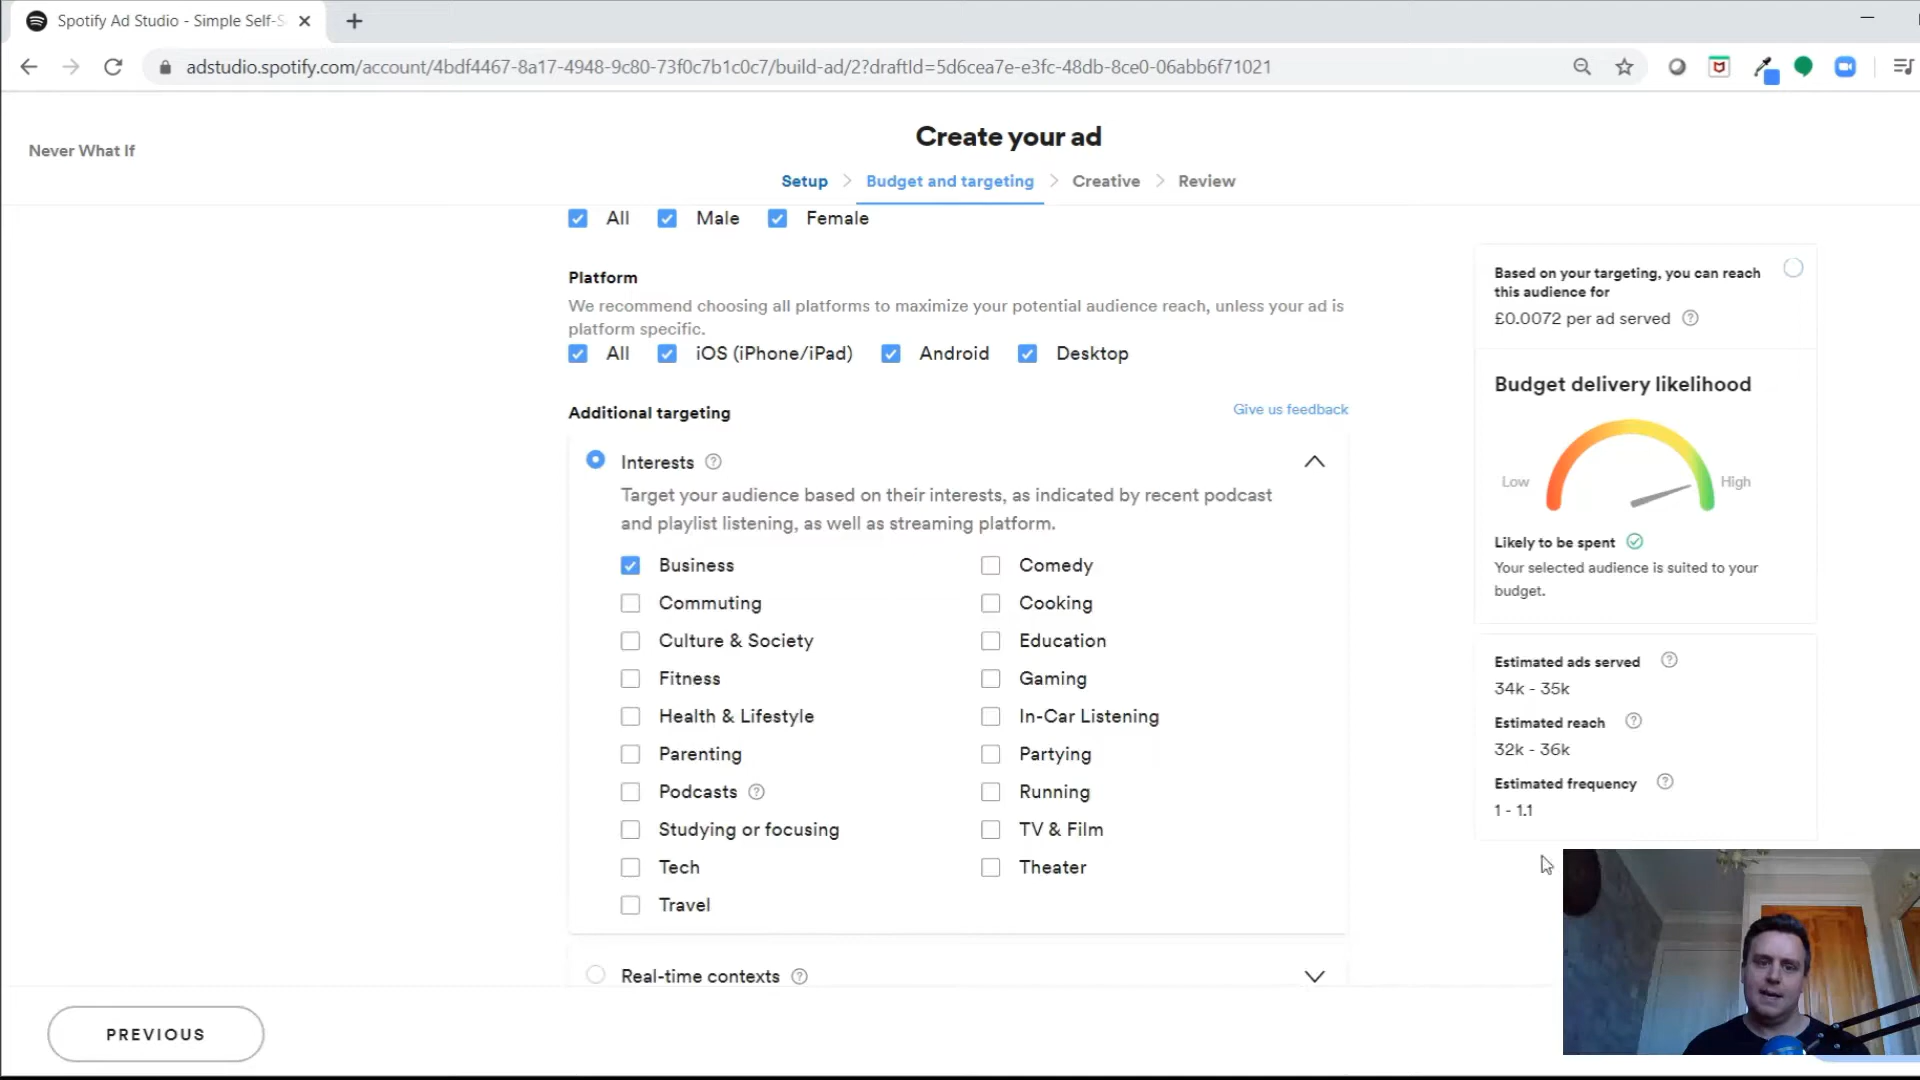 Spotify Ad Studio - Simple Self-S
adstudio.spotify.com/account/4bdf4467-8a17-4948-9c80-73f0c7b1c0c7/build-ad/2?draftId=5d6cea7e-e3fc-48db-8ce0-06abb6f71021
Never What If
Create your ad
Setup
Budget and targeting
Creative
Review
All
Male
Female
Platform
We recommend choosing all platforms to maximize your potential audience reach, unless your ad is
platform specific.
All
iOS (iPhone/iPad)
Android
Desktop
Additional targeting
Give us feedback
Interests
Target your audience based on their interests, as indicated by recent podcast
and playlist listening, as well as streaming platform.
Business
Comedy
Commuting
Cooking
Culture & Society
Education
Fitness
Gaming
Health & Lifestyle
In-Car Listening
Parenting
Partying
Podcasts
Running
Studying or focusing
TV & Film
Tech
Theater
Travel
Real-time contexts
PREVIOUS
Based on your targeting, you can reach
this audience for
£0.0072 per ad served
Budget delivery likelihood
Low
High
Likely to be spent
Your selected audience is suited to your
budget.
Estimated ads served
34k - 35k
Estimated reach
32k - 36k
Estimated frequency
1 - 1.1